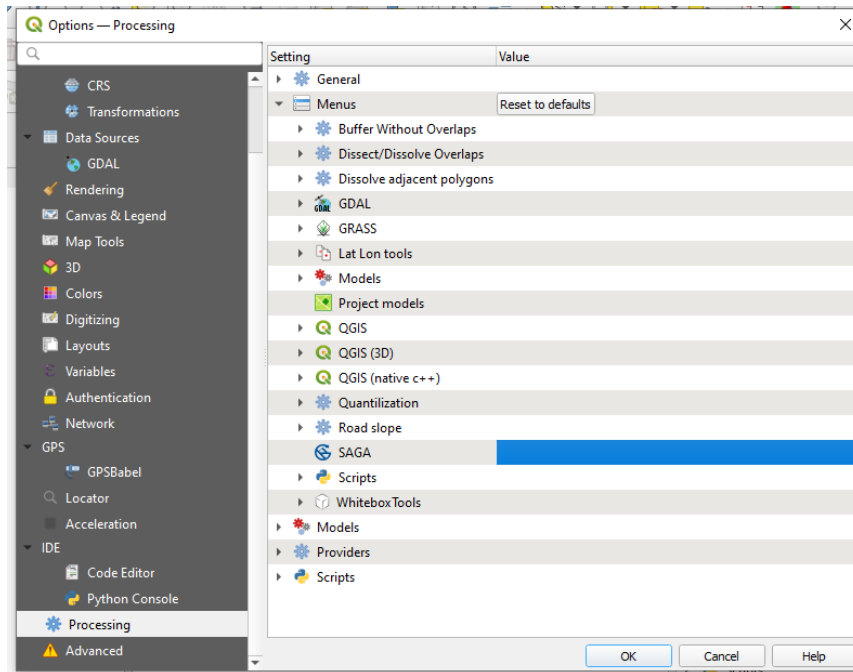 Options — Processing
CRS
Transformations
Data Sources
GDAL
Rendering
Canvas & Legend
Map Tools
3D
Colors
Digitizing
Layouts
Variables
Authentication
Network
GPS
GPSBabel
Locator
Acceleration
IDE
Code Editor
Python Console
Processing
Advanced
Setting Value
General
Menus Reset to defaults
Buffer Without Overlaps
Dissect/Dissolve Overlaps
Dissolve adjacent polygons
GDAL GDAL
GRASS
Lat Lon tools
Models
Project models
QGIS
QGIS (3D)
QGIS (native c++)
Quantilization
Road slope
SAGA
Scripts
WhiteboxTools
Models
Providers
Scripts
OK Cancel Help